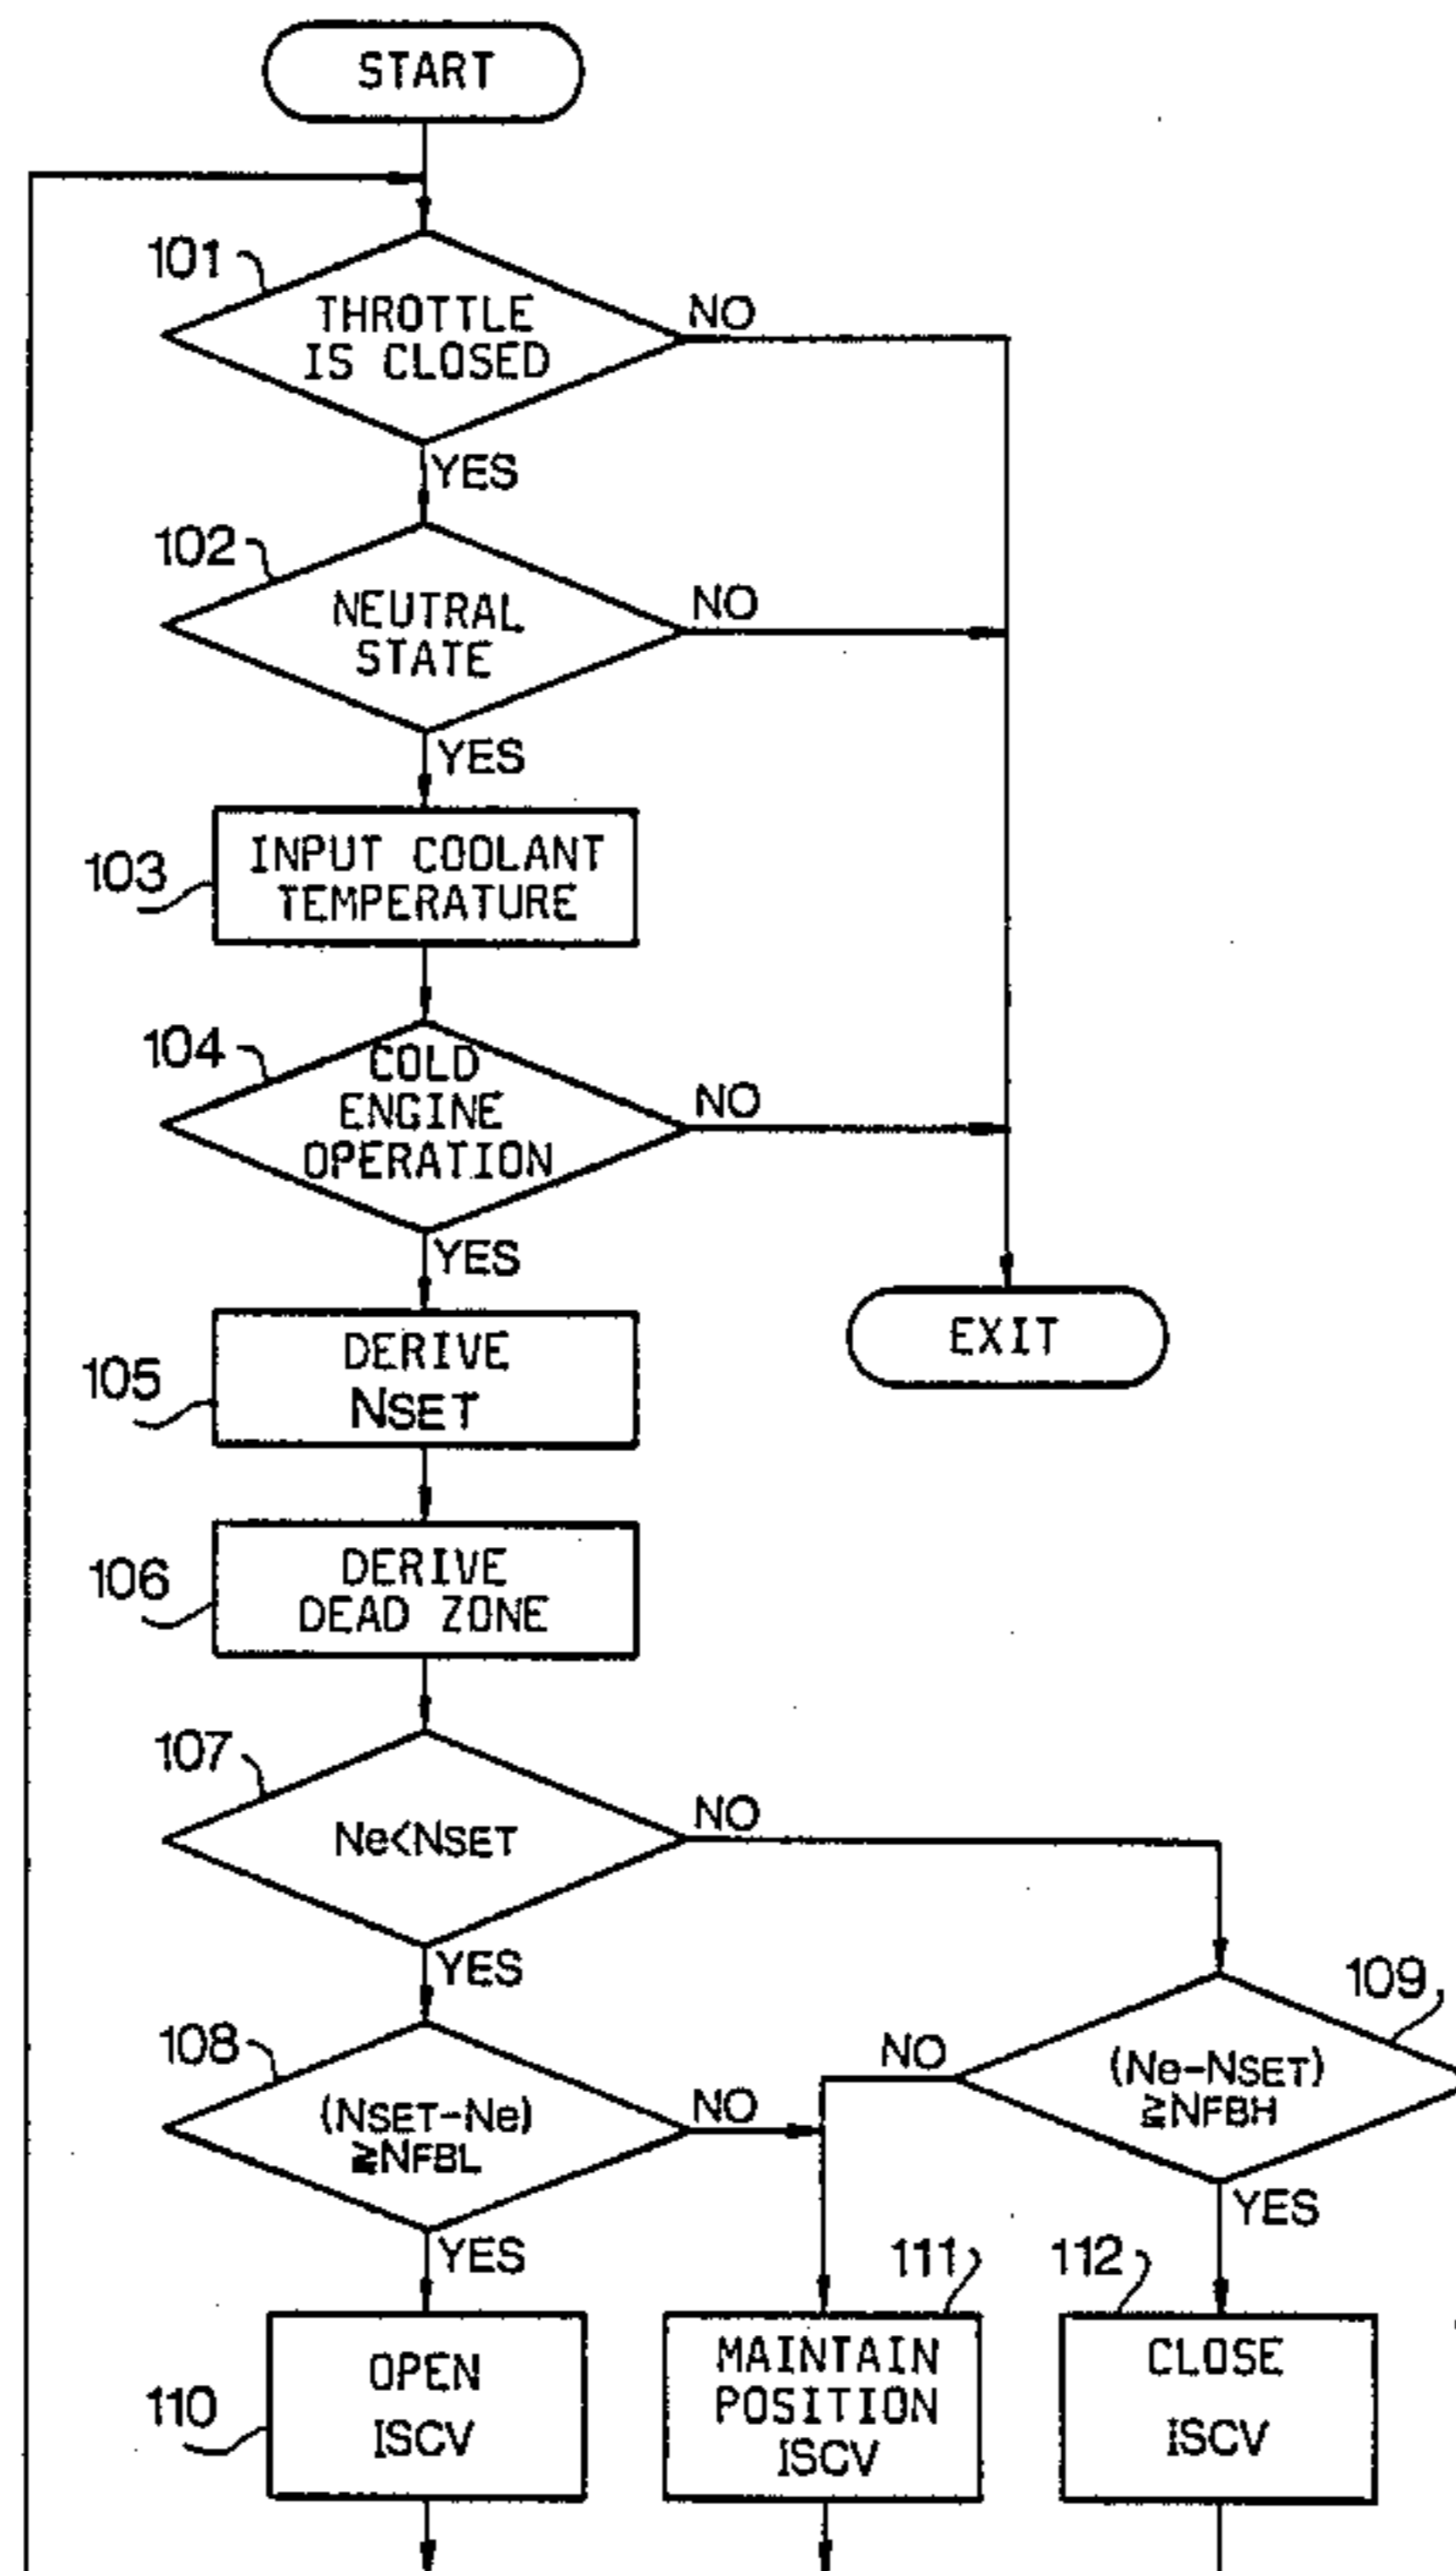 START
101
THROTTLE
IS CLOSED
NO
YES
102
NEUTRAL
STATE
NO
YES
103
INPUT COOLANT
TEMPERATURE
104
COLD
ENGINE
OPERATION
NO
YES
EXIT
105
DERIVE
NSET
106
DERIVE
DEAD ZONE
107
Ne<NSET
NO
YES
108
(NSET-Ne)
≧NFBL
NO
YES
109
(Ne-NSET)
≧NFBH
NO
YES
110
OPEN
ISCV
111
MAINTAIN
POSITION
ISCV
112
CLOSE
ISCV